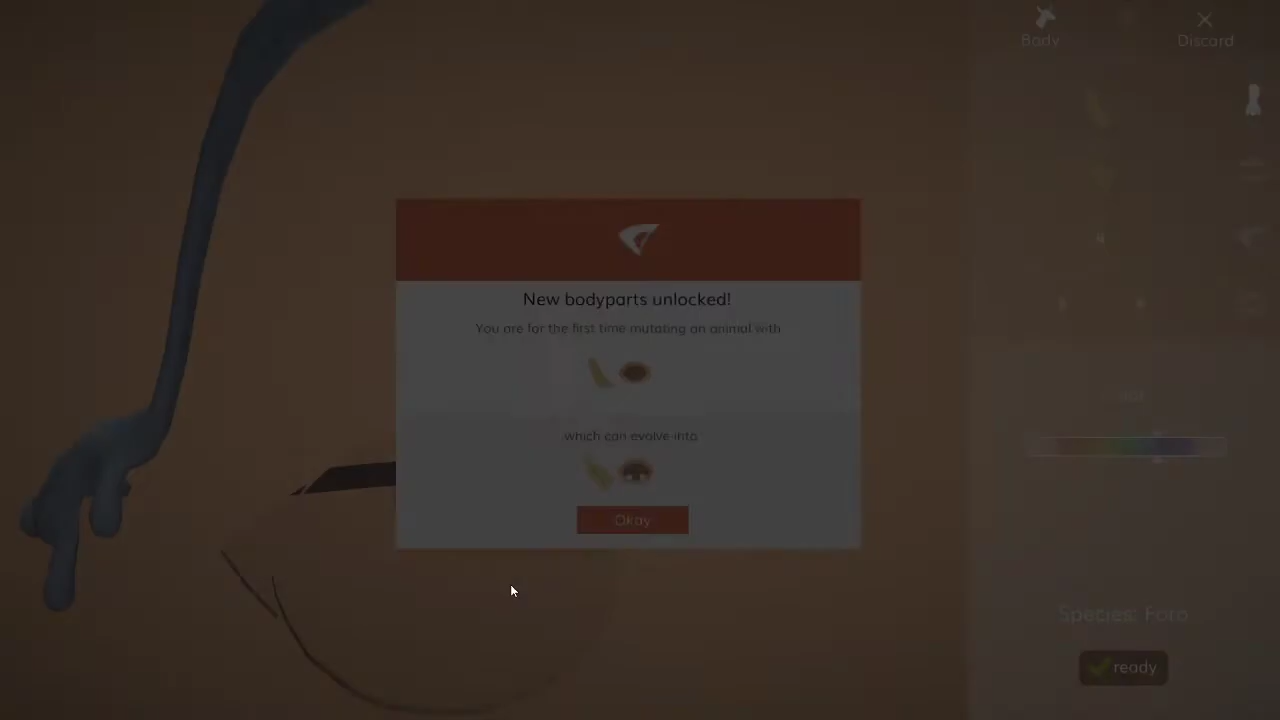 Body
Discard
New bodyparts unlocked!
You are for the first time mutating an animal with
which can evolve into
Okay
Species: Foro
ready